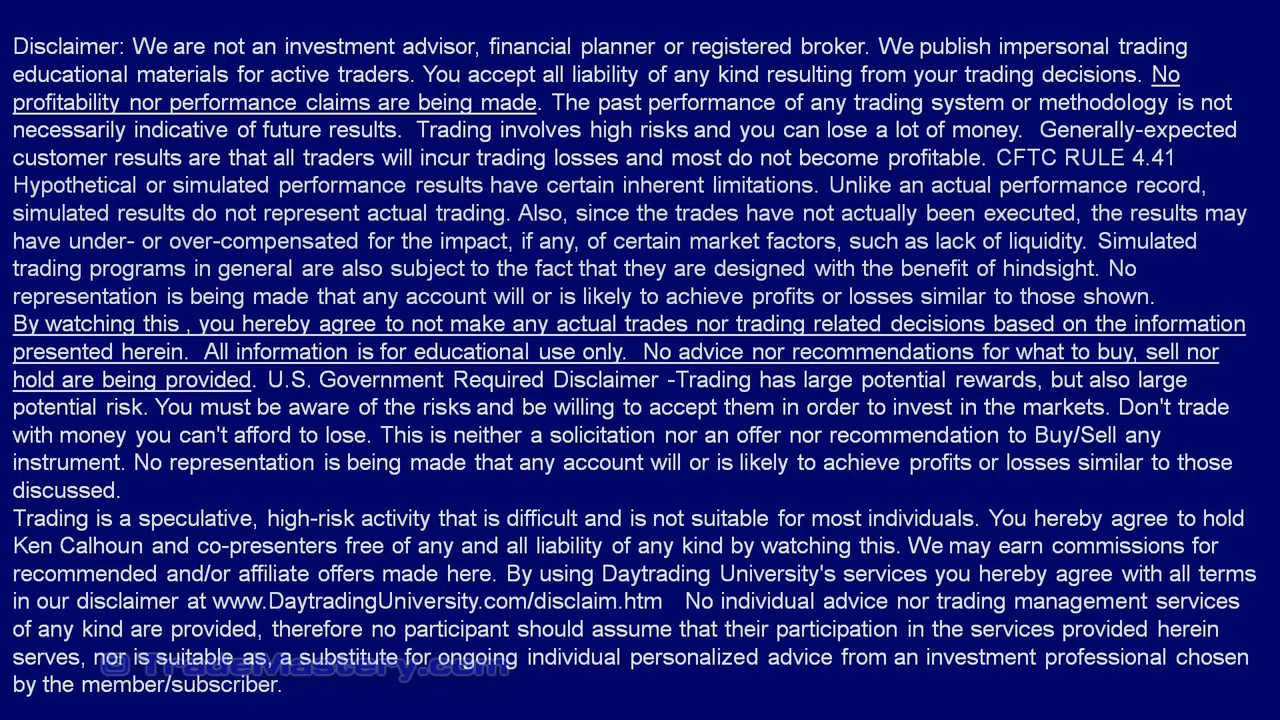 Disclaimer: We are not an investment advisor, financial planner or registered broker. We publish impersonal trading
educational materials for active traders. You accept all liability of any kind resulting from your trading decisions. No
profitability nor performance claims are being made. The past performance of any trading system or methodology is not
necessarily indicative of future results. Trading involves high risks and you can lose a lot of money. Generally-expected
customer results are that all traders will incur trading losses and most do not become profitable. CFTC RULE 4.41
Hypothetical or simulated performance results have certain inherent limitations. Unlike an actual performance record,
simulated results do not represent actual trading. Also, since the trades have not actually been executed, the results may
have under- or over-compensated for the impact, if any, of certain market factors, such as lack of liquidity. Simulated
trading programs in general are also subject to the fact that they are designed with the benefit of hindsight. No
representation is being made that any account will or is likely to achieve profits or losses similar to those shown.
By watching this , you hereby agree to not make any actual trades nor trading related decisions based on the information
presented herein. All information is for educational use only. No advice nor recommendations for what to buy, sell nor
hold are being provided. U.S. Government Required Disclaimer -Trading has large potential rewards, but also large
potential risk. You must be aware of the risks and be willing to accept them in order to invest in the markets. Don't trade
with money you can't afford to lose. This is neither a solicitation nor an offer nor recommendation to Buy/Sell any
instrument. No representation is being made that any account will or is likely to achieve profits or losses similar to those
discussed.
Trading is a speculative, high-risk activity that is difficult and is not suitable for most individuals. You hereby agree to hold
Ken Calhoun and co-presenters free of any and all liability of any kind by watching this. We may earn commissions for
recommended and/or affiliate offers made here. By using Daytrading University's services you hereby agree with all terms
in our disclaimer at www.DaytradingUniversity.com/disclaim.htm No individual advice nor trading management services
of any kind are provided, therefore no participant should assume that their participation in the services provided herein
serves, nor is suitable as, a substitute for ongoing individual personalized advice from an investment professional chosen
by the member/subscriber.
© TradeMastery.com